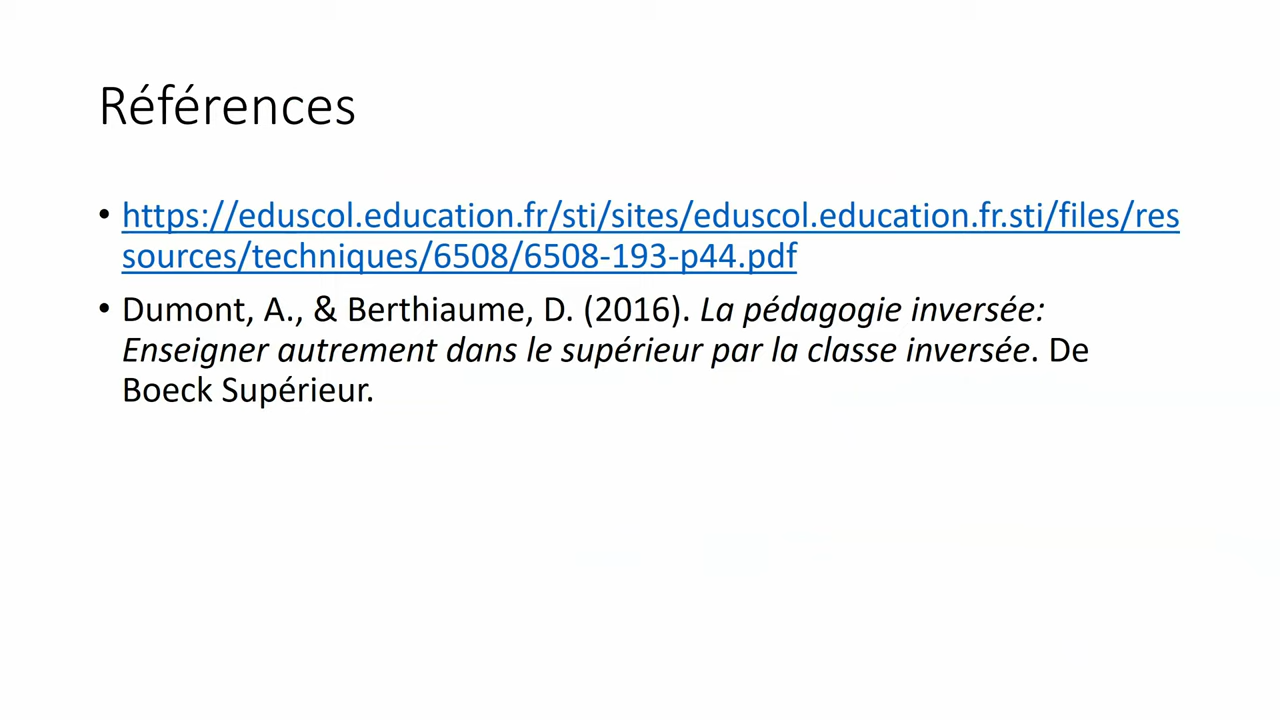 Références
• https://eduscol.education.fr/sti/sites/eduscol.education.fr.sti/files/res
sources/techniques/6508/6508-193-p44.pdf
• Dumont, A., & Berthiaume, D. (2016). La pédagogie inversée:
Enseigner autrement dans le supérieur par la classe inversée. De
Boeck Supérieur.